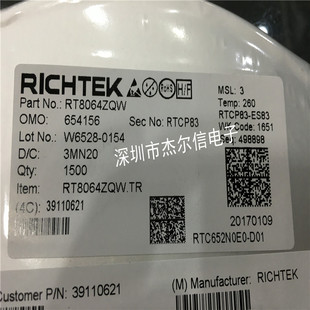 RICHTEK
H/F
MSL: 3
Part No.: RT8064ZQW
Temp: 260
OMO: 654156
Sec No: RTCP83
RTCP83-ES83
Lot No: W6528-0154
Code: 1651
498898
深圳市杰尔信电子
D/C: 3MN20
Qty: 1500
Item: RT8064ZQW.TR
(4C): 39110621
20170109
RTC652N0E0-D01
Customer P/N: 39110621
(M) Manufacturer: RICHTEK